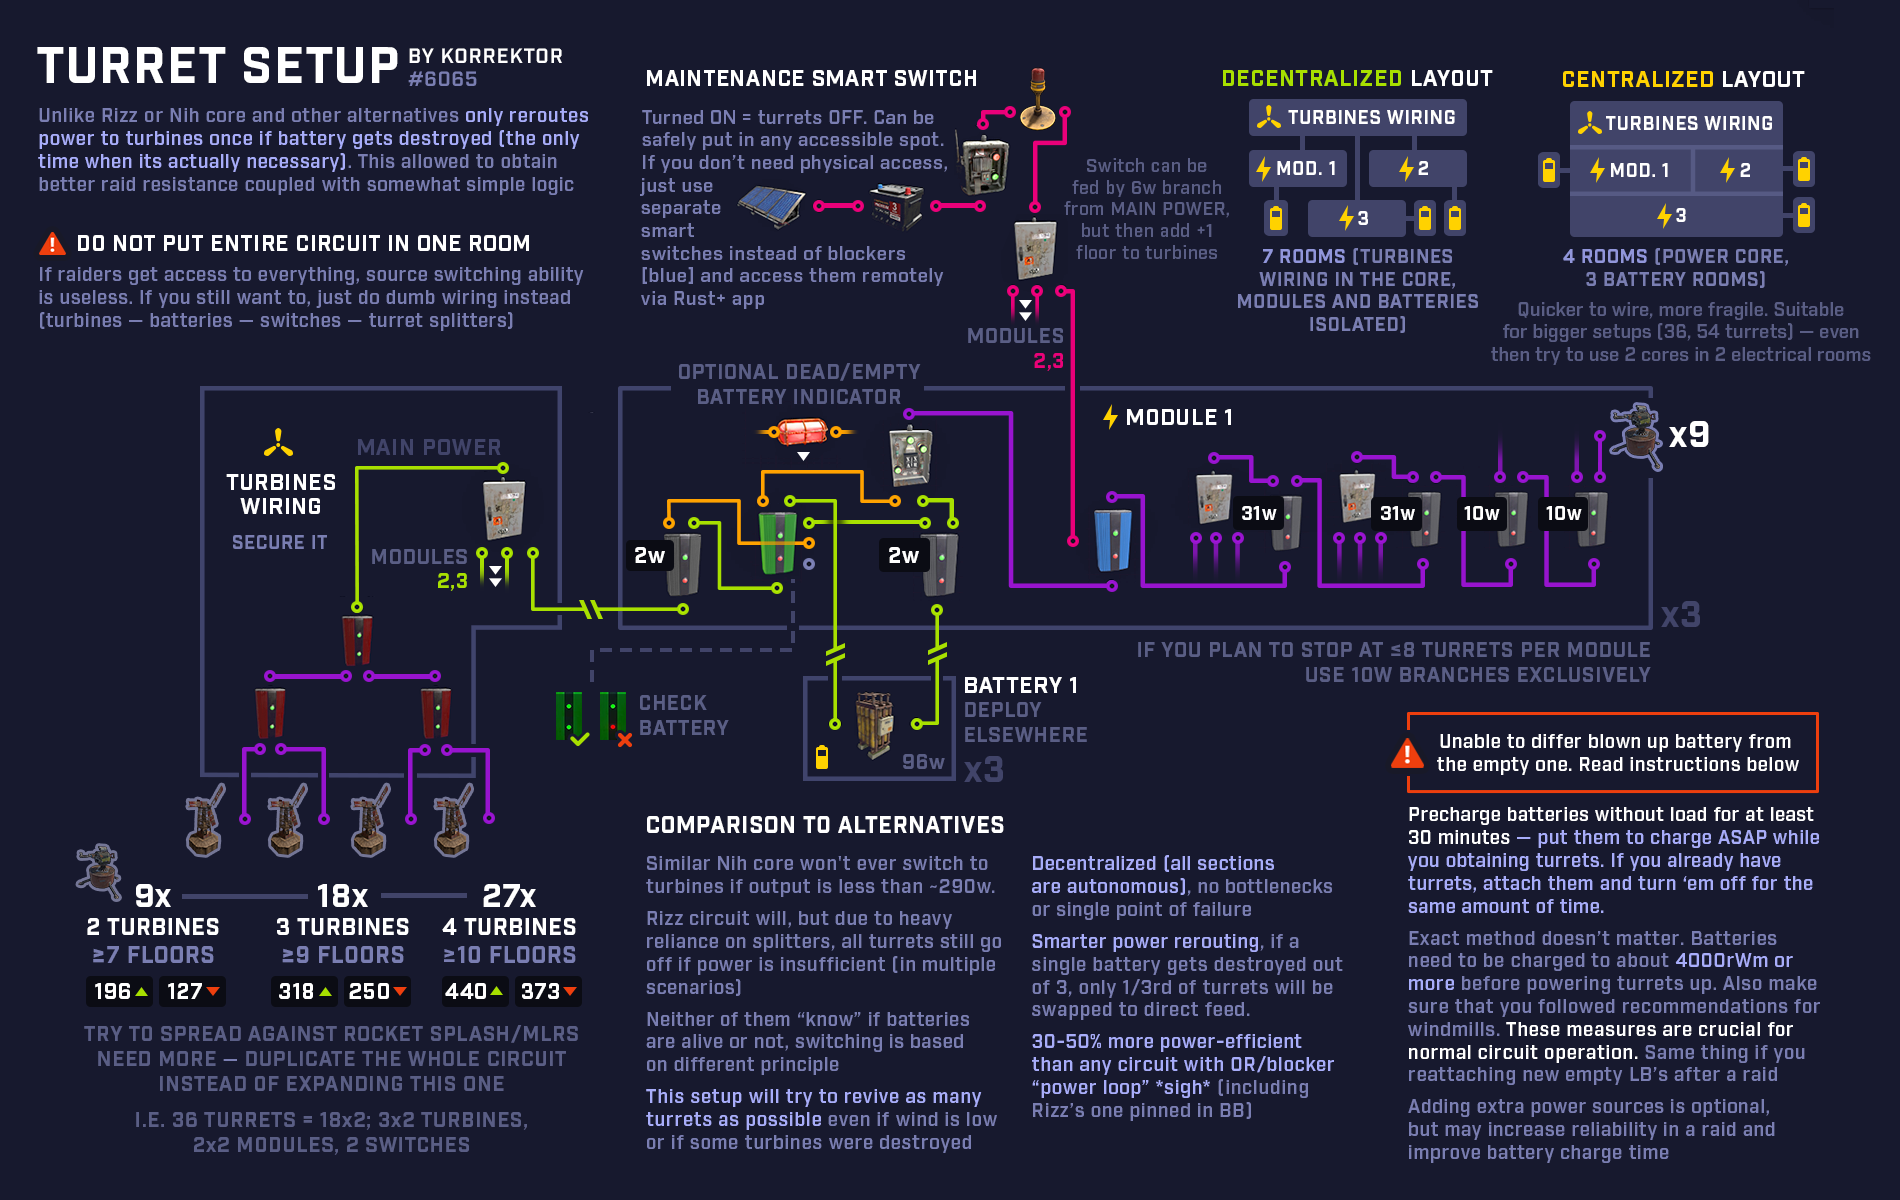 TURRET SETUP BY KORREKTOR
#6065
Unlike Rizz or Nih core and other alternatives only reroutes
power to turbines once if battery gets destroyed (the only
time when its actually necessary). This allowed to obtain
better raid resistance coupled with somewhat simple logic
! DO NOT PUT ENTIRE CIRCUIT IN ONE ROOM
If raiders get access to everything, source switching ability
is useless. If you still want to, just do dumb wiring instead
(turbines — batteries — switches — turret splitters)
MAINTENANCE SMART SWITCH
Turned ON = turrets OFF. Can be
safely put in any accessible spot.
If you don't need physical access,
just use
separate
smart
switches instead of blockers
[blue] and access them remotely
via Rust+ app
Switch can be
fed by 6w branch
from MAIN POWER,
but then add +1
floor to turbines
MODULES
2,3
DECENTRALIZED LAYOUT
TURBINES WIRING
MOD. 1
2
3
7 ROOMS (TURBINES
WIRING IN THE CORE,
MODULES AND BATTERIES
ISOLATED)
CENTRALIZED LAYOUT
TURBINES WIRING
MOD. 1
2
3
4 ROOMS (POWER CORE,
3 BATTERY ROOMS)
Quicker to wire, more fragile. Suitable
for bigger setups (36, 54 turrets) — even
then try to use 2 cores in 2 electrical rooms
TURBINES
WIRING
SECURE IT
MAIN POWER
MODULES
2,3
OPTIONAL DEAD/EMPTY
BATTERY INDICATOR
2w
2w
MODULE 1
31w
31w
10w
10w
x9
x3
IF YOU PLAN TO STOP AT ≤8 TURRETS PER MODULE
USE 10W BRANCHES EXCLUSIVELY
CHECK
BATTERY
BATTERY 1
DEPLOY
ELSEWHERE
96w
x3
9x
2 TURBINES
≥7 FLOORS
196 127
18x
3 TURBINES
≥9 FLOORS
318 250
27x
4 TURBINES
≥10 FLOORS
440 373
TRY TO SPREAD AGAINST ROCKET SPLASH/MLRS
NEED MORE — DUPLICATE THE WHOLE CIRCUIT
INSTEAD OF EXPANDING THIS ONE
I.E. 36 TURRETS = 18x2; 3x2 TURBINES,
2x2 MODULES, 2 SWITCHES
COMPARISON TO ALTERNATIVES
Similar Nih core won't ever switch to
turbines if output is less than ~290w.
Rizz circuit will, but due to heavy
reliance on splitters, all turrets still go
off if power is insufficient (in multiple
scenarios)
Neither of them “know” if batteries
are alive or not, switching is based
on different principle
This setup will try to revive as many
turrets as possible even if wind is low
or if some turbines were destroyed
Decentralized (all sections
are autonomous), no bottlenecks
or single point of failure
Smarter power rerouting, if a
single battery gets destroyed out
of 3, only 1/3rd of turrets will be
swapped to direct feed.
30-50% more power-efficient
than any circuit with OR/blocker
“power loop” *sigh* (including
Rizz's one pinned in BB)
! Unable to differ blown up battery from
the empty one. Read instructions below
Precharge batteries without load for at least
30 minutes — put them to charge ASAP while
you obtaining turrets. If you already have
turrets, attach them and turn ‘em off for the
same amount of time.
Exact method doesn't matter. Batteries
need to be charged to about 4000rWm or
more before powering turrets up. Also make
sure that you followed recommendations for
windmills. These measures are crucial for
normal circuit operation. Same thing if you
reattaching new empty LB's after a raid
Adding extra power sources is optional,
but may increase reliability in a raid and
improve battery charge time